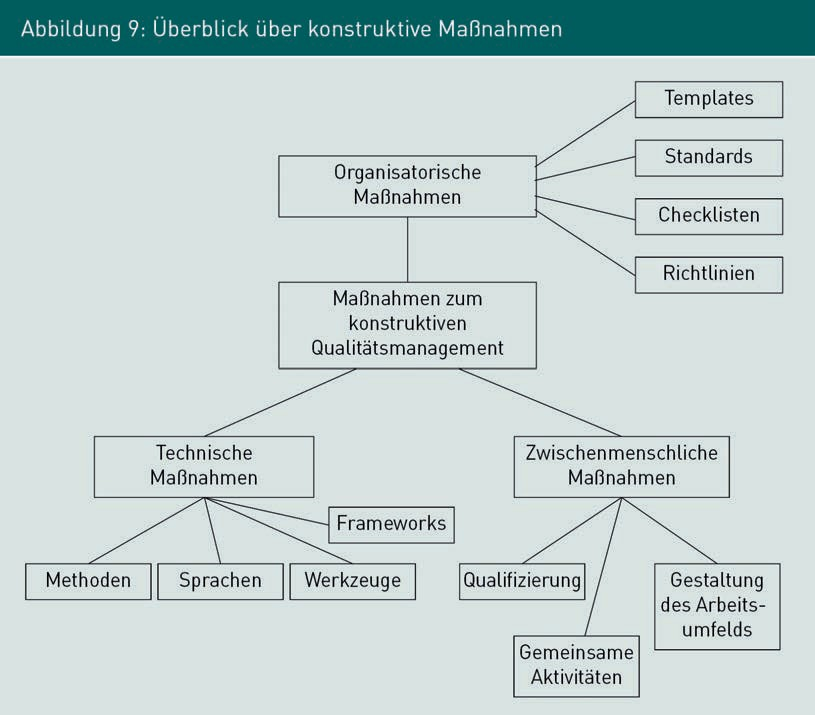 Abbildung 9: Überblick über konstruktive Maßnahmen
Templates
Organisatorische
Maßnahmen
Standards
Checklisten
Richtlinien
Maßnahmen zum
konstruktiven
Qualitätsmanagement
Technische
Maßnahmen
Zwischenmenschliche
Maßnahmen
Frameworks
Methoden
Sprachen
Werkzeuge
Qualifizierung
Gestaltung
des Arbeits-
umfelds
Gemeinsame
Aktivitäten